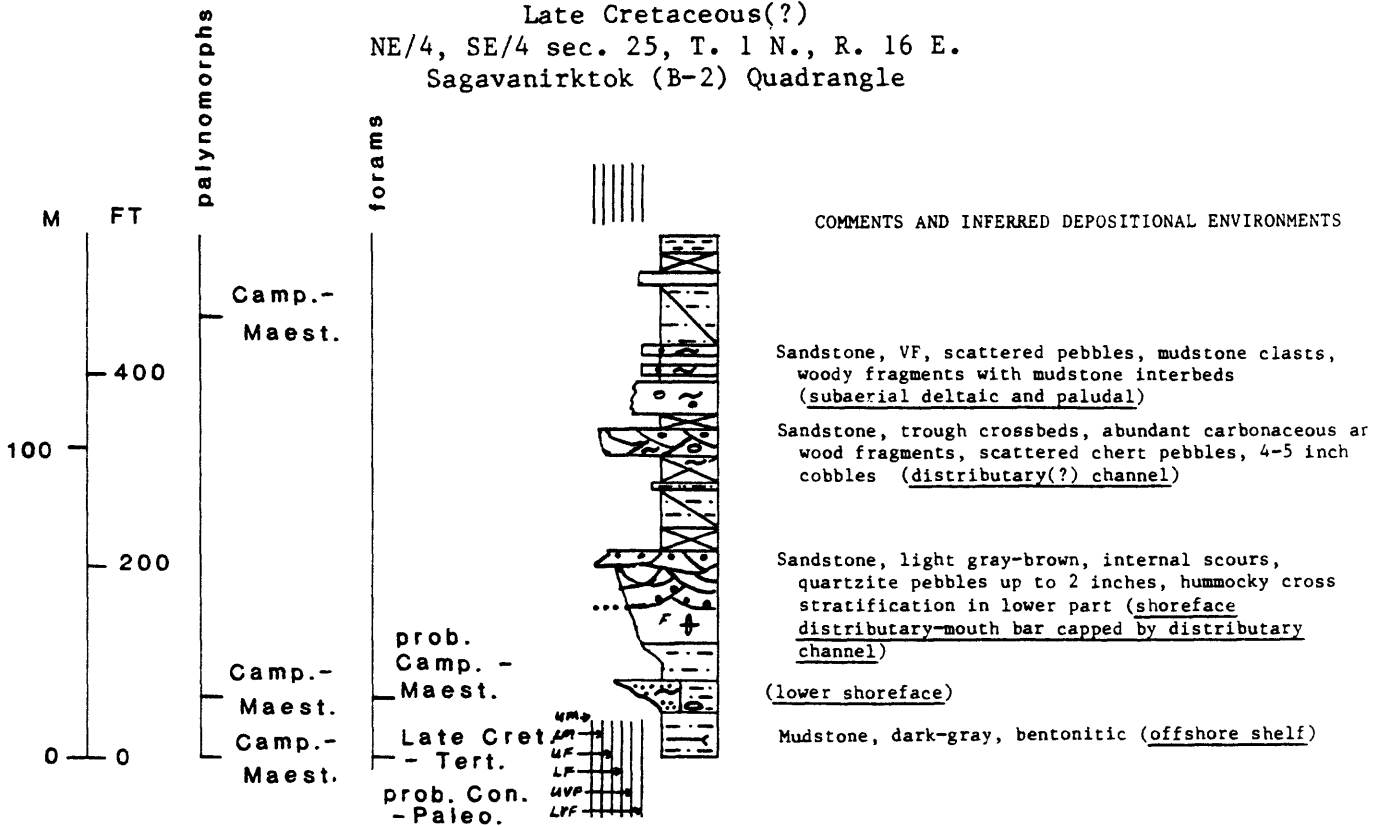 Late Cretaceous(?)
NE/4, SE/4 sec. 25, T. 1 N., R. 16 E.
Sagavanirktok (B-2) Quadrangle
palynomorphs
forams
M
FT
COMMENTS AND INFERRED DEPOSITIONAL ENVIRONMENTS
Camp.-
Maest.
400
Sandstone, VF, scattered pebbles, mudstone clasts,
woody fragments with mudstone interbeds
(subaerial deltaic and paludal)
100
Sandstone, trough crossbeds, abundant carbonaceous ar
wood fragments, scattered chert pebbles, 4-5 inch
cobbles (distributary(?) channel)
200
Sandstone, light gray-brown, internal scours,
quartzite pebbles up to 2 inches, hummocky cross
stratification in lower part (shoreface
distributary-mouth bar capped by distributary
channel)
F
prob.
Camp. -
Maest.
Camp.-
Maest.
(lower shoreface)
Camp.-
Maest.
0
0
Late Cret.
- Tert.
prob. Con.
-Paleo.
UM
LM
UF
LF
UVF
LVF
Mudstone, dark-gray, bentonitic (offshore shelf)